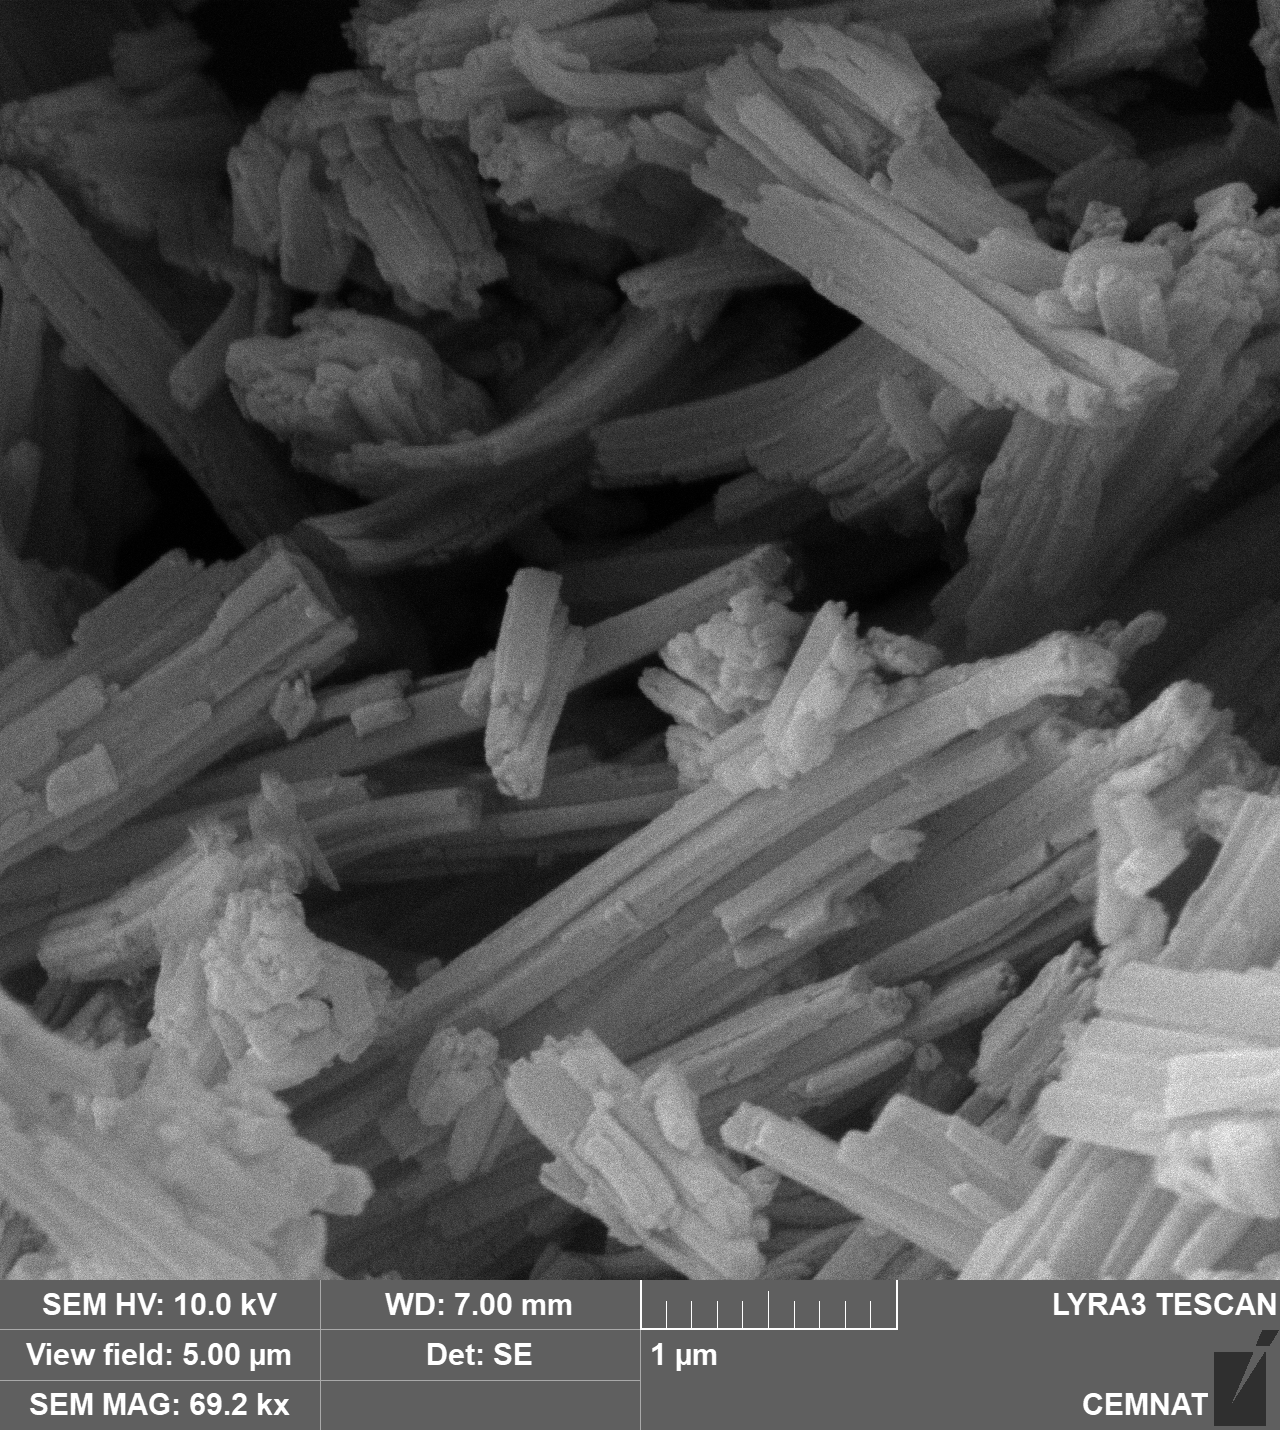 SEM HV: 10.0 kV
WD: 7.00 mm
LYRA3 TESCAN
View field: 5.00 µm
Det: SE
1 µm
SEM MAG: 69.2 kx
CEMNAT